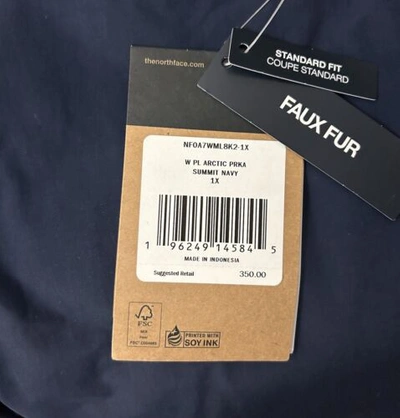 thenorthface.com
STANDARD FIT
COUPE STANDARD
FAUX FUR
NF0A7WML8K2-1X
W PL ARCTIC PRKA
SUMMIT NAVY
1X
1 96249 14584 5
MADE IN INDONESIA
Suggested Retail 350.00
FSC
PRINTED WITH
SOY INK